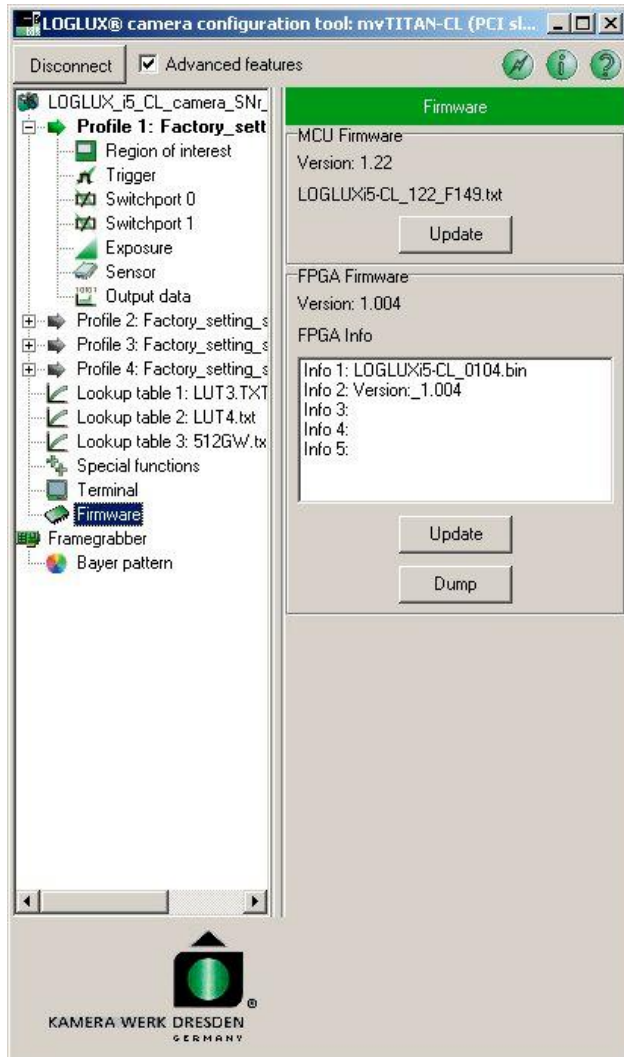 LOGLUX® camera configuration tool: mvTITAN-CL (PCI sl...
Disconnect
Advanced features
LOGLUX_i5_CL_camera_SNr_
Profile 1: Factory_sett
Region of interest
Trigger
Switchport 0
Switchport 1
Exposure
Sensor
Output data
Profile 2: Factory_setting_s
Profile 3: Factory_setting_s
Profile 4: Factory_setting_s
Lookup table 1: LUT3.TXT
Lookup table 2: LUT4.txt
Lookup table 3: 512GW.tx
Special functions
Terminal
Firmware
Framegrabber
Bayer pattern
Firmware
MCU Firmware
Version: 1.22
LOGLUXi5-CL_122_F149.txt
Update
FPGA Firmware
Version: 1.004
FPGA Info
Info 1: LOGLUXi5-CL_0104.bin
Info 2: Version:_1.004
Info 3:
Info 4:
Info 5:
Update
Dump
KAMERA WERK DRESDEN ®
GERMANY